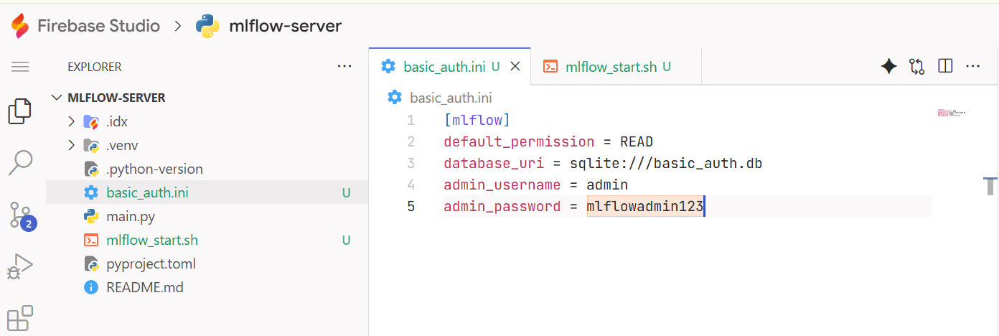 Firebase Studio > mlflow-server
EXPLORER ···
basic_auth.ini U ×
mlflow_start.sh U
MLFLOW-SERVER
.idx
.venv
.python-version
basic_auth.ini U
main.py
mlflow_start.sh U
pyproject.toml
README.md
2
basic_auth.ini
1 [mlflow]
2 default_permission = READ
3 database_uri = sqlite:///basic_auth.db
4 admin_username = admin
5 admin_password = mlflowadmin123